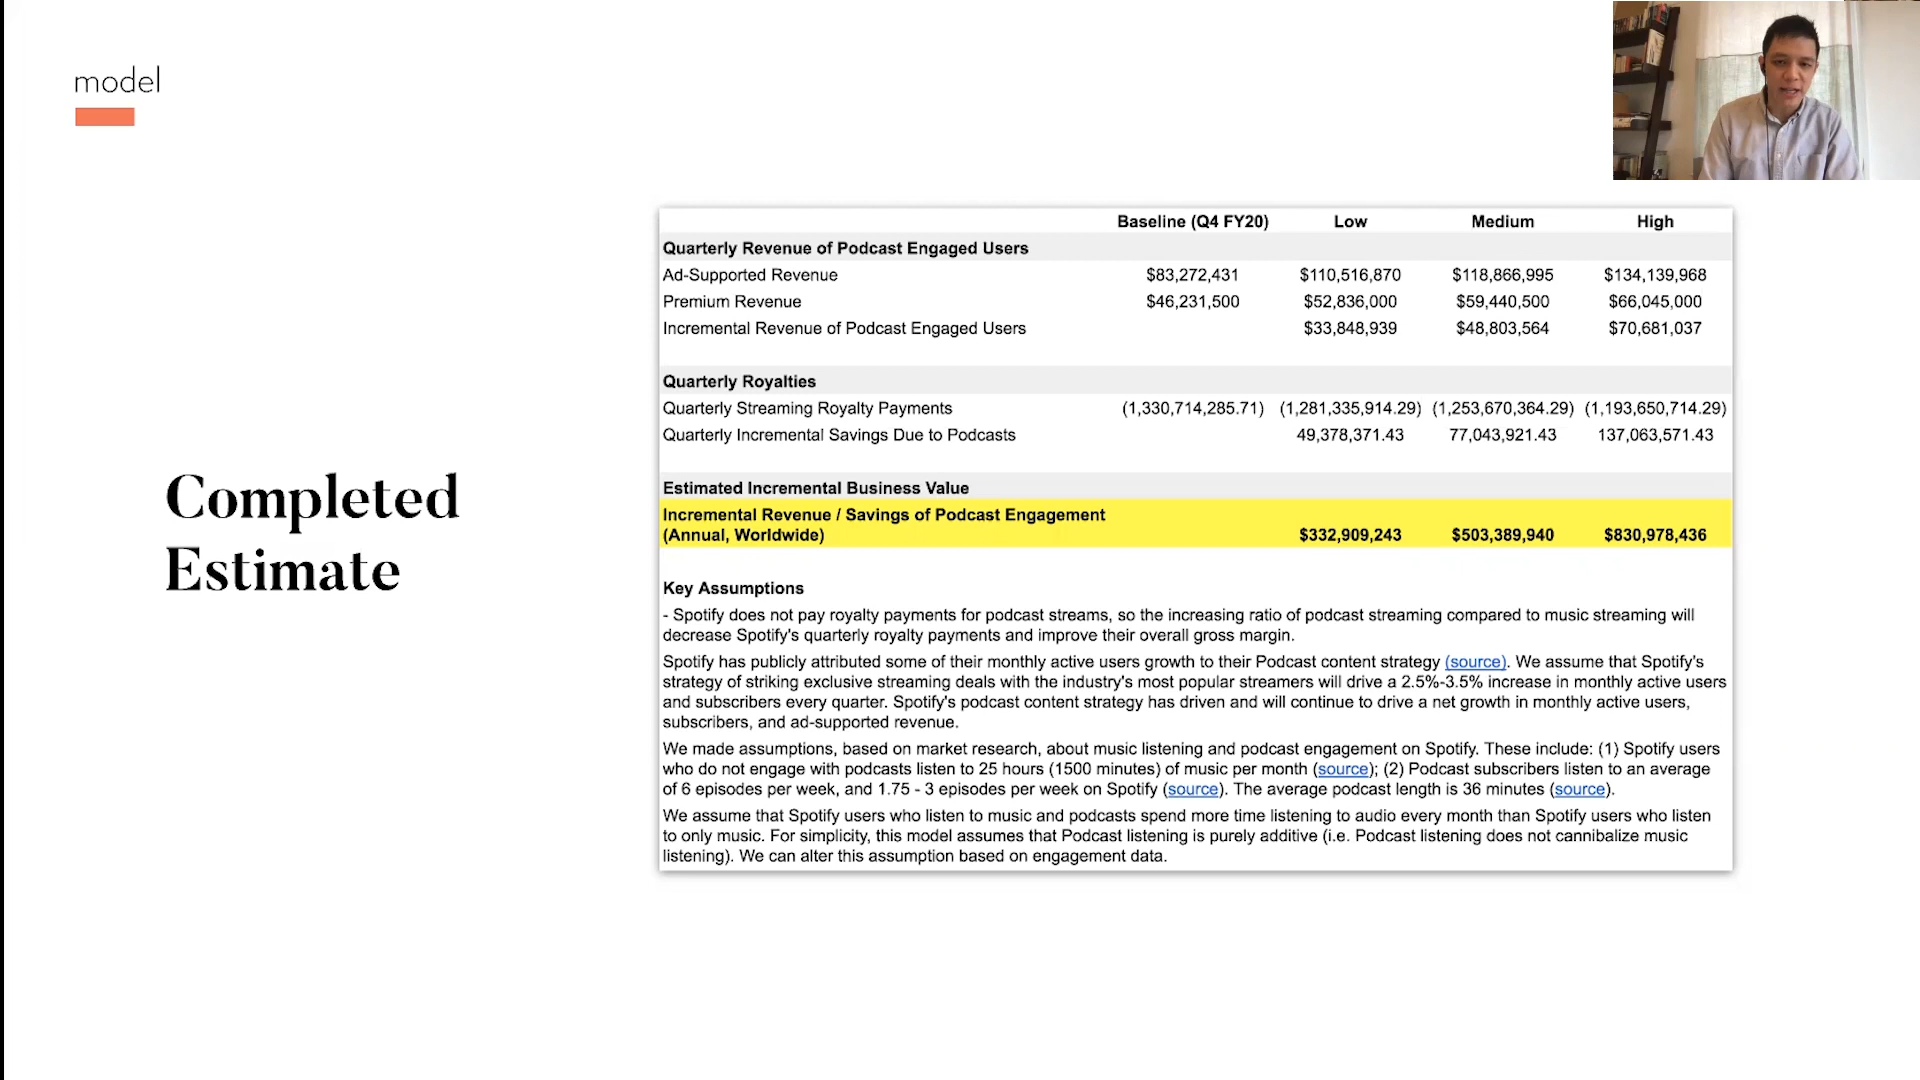 model
Completed
Estimate
Baseline (Q4 FY20) Low Medium High
Quarterly Revenue of Podcast Engaged Users
Ad-Supported Revenue $83,272,431 $110,516,870 $118,866,995 $134,139,968
Premium Revenue $46,231,500 $52,836,000 $59,440,500 $66,045,000
Incremental Revenue of Podcast Engaged Users $33,848,939 $48,803,564 $70,681,037
Quarterly Royalties
Quarterly Streaming Royalty Payments (1,330,714,285.71) (1,281,335,914.29) (1,253,670,364.29) (1,193,650,714.29)
Quarterly Incremental Savings Due to Podcasts 49,378,371.43 77,043,921.43 137,063,571.43
Estimated Incremental Business Value
Incremental Revenue / Savings of Podcast Engagement
(Annual, Worldwide) $332,909,243 $503,389,940 $830,978,436
Key Assumptions
- Spotify does not pay royalty payments for podcast streams, so the increasing ratio of podcast streaming compared to music streaming will
decrease Spotify's quarterly royalty payments and improve their overall gross margin.
Spotify has publicly attributed some of their monthly active users growth to their Podcast content strategy (source). We assume that Spotify's
strategy of striking exclusive streaming deals with the industry's most popular streamers will drive a 2.5%-3.5% increase in monthly active users
and subscribers every quarter. Spotify's podcast content strategy has driven and will continue to drive a net growth in monthly active users,
subscribers, and ad-supported revenue.
We made assumptions, based on market research, about music listening and podcast engagement on Spotify. These include: (1) Spotify users
who do not engage with podcasts listen to 25 hours (1500 minutes) of music per month (source); (2) Podcast subscribers listen to an average
of 6 episodes per week, and 1.75 - 3 episodes per week on Spotify (source). The average podcast length is 36 minutes (source).
We assume that Spotify users who listen to music and podcasts spend more time listening to audio every month than Spotify users who listen
to only music. For simplicity, this model assumes that Podcast listening is purely additive (i.e. Podcast listening does not cannibalize music
listening). We can alter this assumption based on engagement data.